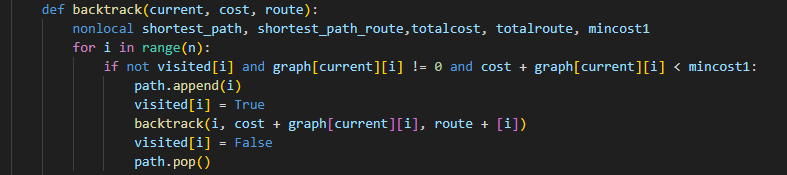 def backtrack(current, cost, route):
    nonlocal shortest_path, shortest_path_route,totalcost, totalroute, mincost1
    for i in range(n):
        if not visited[i] and graph[current][i] != 0 and cost + graph[current][i] < mincost1:
            path.append(i)
            visited[i] = True
            backtrack(i, cost + graph[current][i], route + [i])
            visited[i] = False
            path.pop()